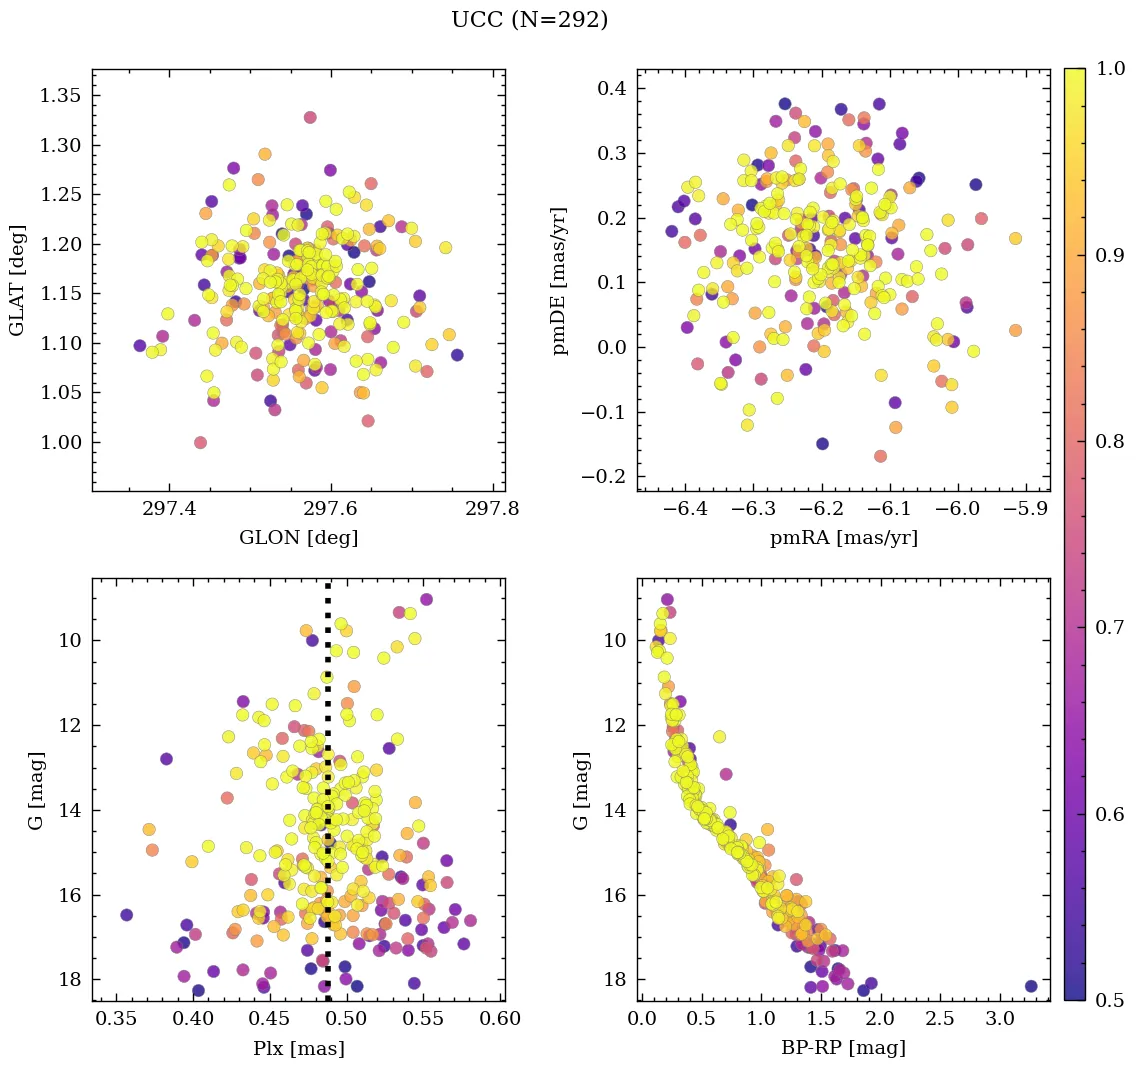 UCC (N=292)
1.35
1.30
1.25
1.20
1.15
1.10
1.05
1.00
GLAT [deg]
297.4 297.6 297.8
GLON [deg]
0.4
0.3
0.2
0.1
0.0
−0.1
−0.2
pmDE [mas/yr]
−6.4 −6.3 −6.2 −6.1 −6.0 −5.9
pmRA [mas/yr]
1.0
0.9
0.8
0.7
0.6
0.5
10
12
14
16
18
G [mag]
0.35 0.40 0.45 0.50 0.55 0.60
Plx [mas]
10
12
14
16
18
G [mag]
0.0 0.5 1.0 1.5 2.0 2.5 3.0
BP-RP [mag]